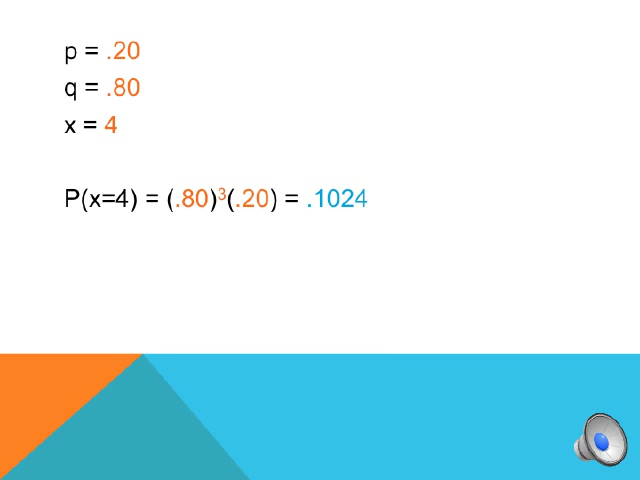 p = .20
q = .80
x = 4
P(x=4) = (.80)³(.20) = .1024